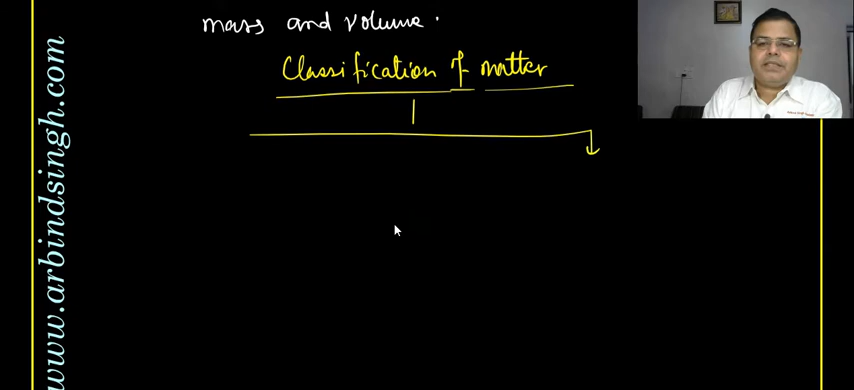 mass and volume.
Classification of matter
www.arbindsingh.com